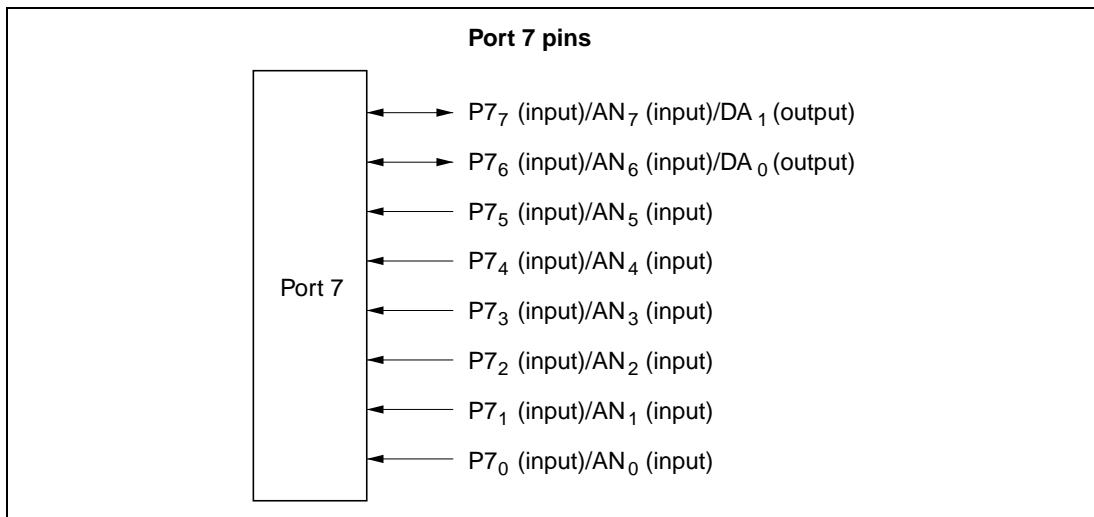 Port 7 pins
P7₇ (input)/AN₇ (input)/DA₁ (output)
P7₆ (input)/AN₆ (input)/DA₀ (output)
P7₅ (input)/AN₅ (input)
P7₄ (input)/AN₄ (input)
Port 7
P7₃ (input)/AN₃ (input)
P7₂ (input)/AN₂ (input)
P7₁ (input)/AN₁ (input)
P7₀ (input)/AN₀ (input)